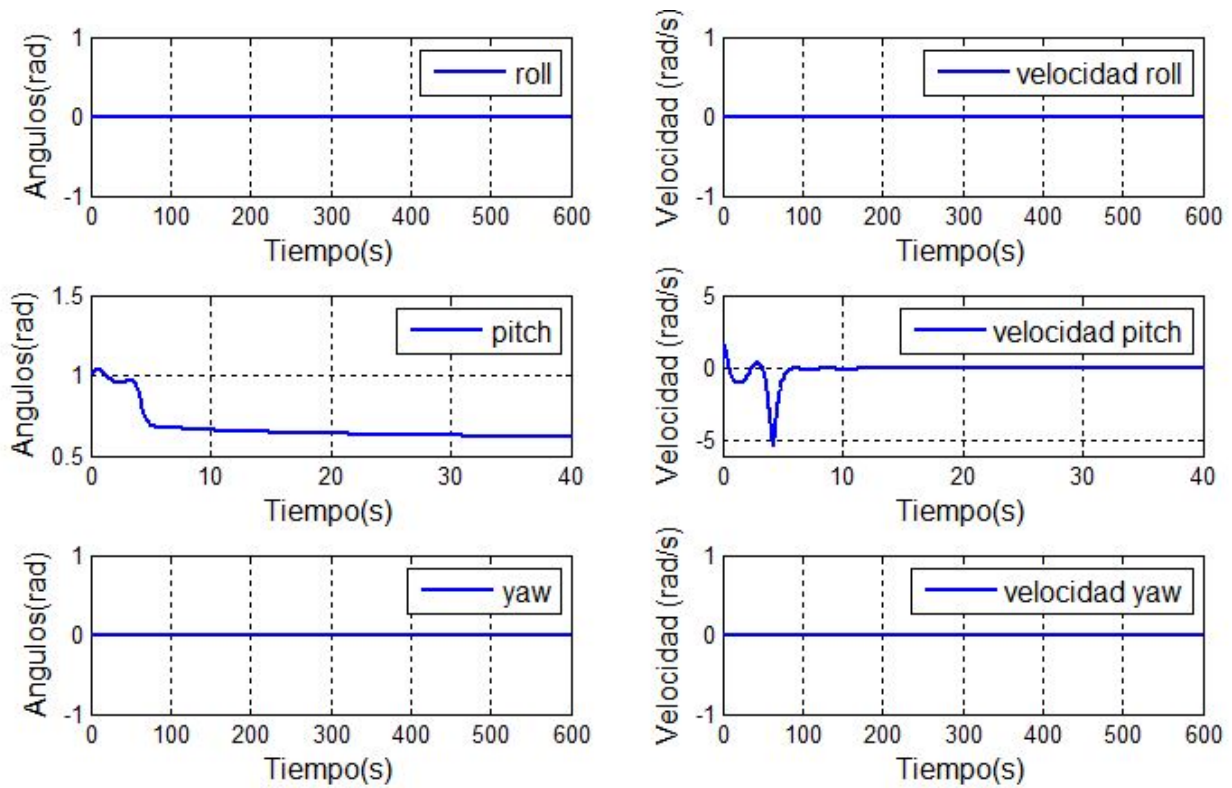 Angulos(rad)
1
0
-1
roll
0 100 200 300 400 500 600
Tiempo(s)
Velocidad (rad/s)
1
0
-1
velocidad roll
0 100 200 300 400 500 600
Tiempo(s)
Angulos(rad)
1.5
1
0.5
pitch
0 10 20 30 40
Tiempo(s)
Velocidad (rad/s)
5
0
-5
velocidad pitch
0 10 20 30 40
Tiempo(s)
Angulos(rad)
1
0
-1
yaw
0 100 200 300 400 500 600
Tiempo(s)
Velocidad (rad/s)
1
0
-1
velocidad yaw
0 100 200 300 400 500 600
Tiempo(s)